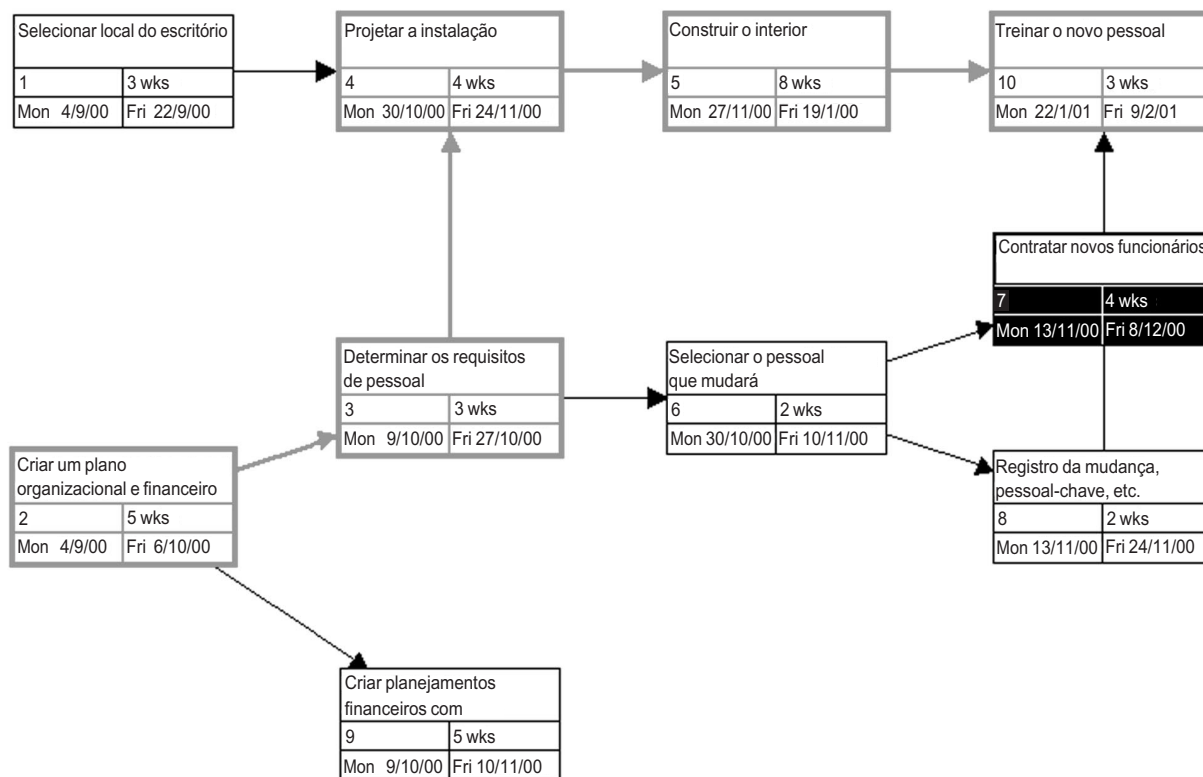 Selecionar local do escritório
1 3 wks
Mon 4/9/00 Fri 22/9/00
Projetar a instalação
4 4 wks
Mon 30/10/00 Fri 24/11/00
Construir o interior
5 8 wks
Mon 27/11/00 Fri 19/1/00
Treinar o novo pessoal
10 3 wks
Mon 22/1/01 Fri 9/2/01
Contratar novos funcionários
7 4 wks
Mon 13/11/00 Fri 8/12/00
Determinar os requisitos
de pessoal
3 3 wks
Mon 9/10/00 Fri 27/10/00
Selecionar o pessoal
que mudará
6 2 wks
Mon 30/10/00 Fri 10/11/00
Criar um plano
organizacional e financeiro
2 5 wks
Mon 4/9/00 Fri 6/10/00
Registro da mudança,
pessoal-chave, etc.
8 2 wks
Mon 13/11/00 Fri 24/11/00
Criar planejamentos
financeiros com
9 5 wks
Mon 9/10/00 Fri 10/11/00